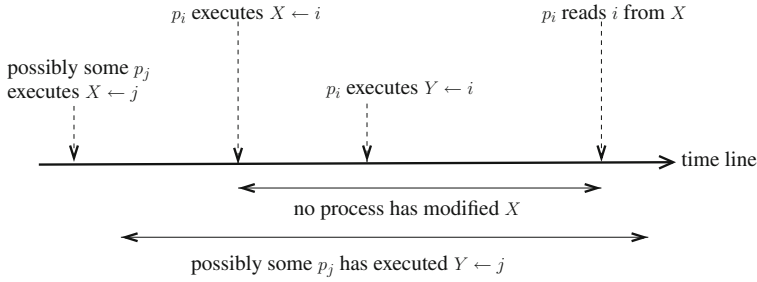 p_i executes X ← i
p_i reads i from X
possibly some p_j
executes X ← j
p_i executes Y ← i
time line
no process has modified X
possibly some p_j has executed Y ← j